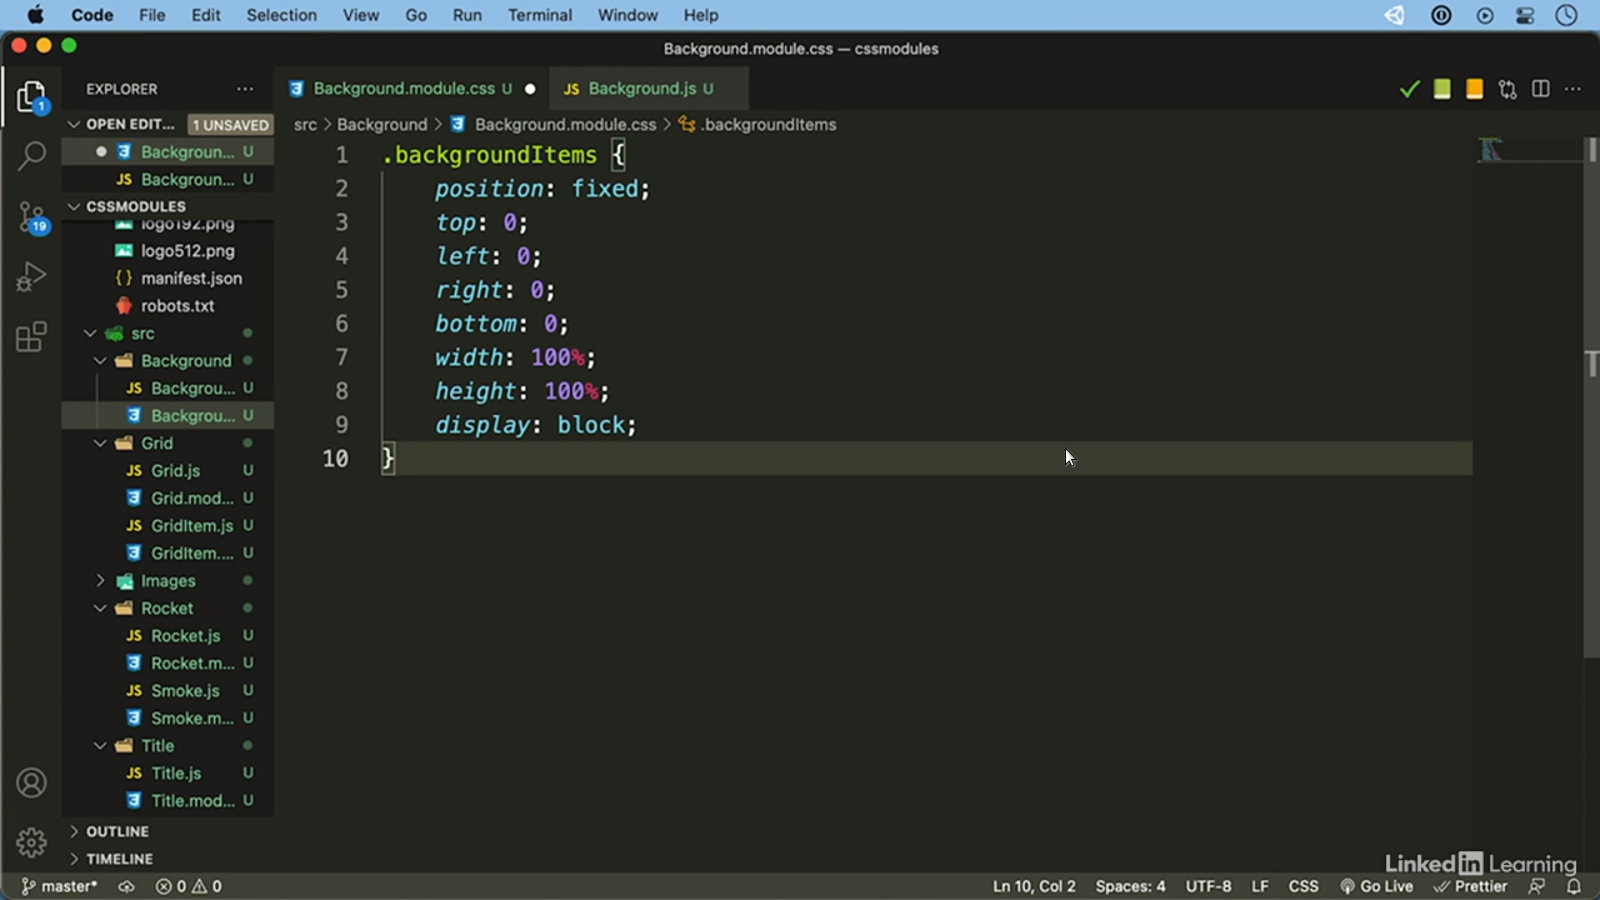 Code File Edit Selection View Go Run Terminal Window Help
Background.module.css — cssmodules
EXPLORER
Background.module.css U
JS Background.js U
1
OPEN EDIT... 1 UNSAVED
src > Background > Background.module.css > .backgroundItems
Backgroun... U
JS Backgroun... U
19
CSSMODULES
logo192.png
logo512.png
{} manifest.json
robots.txt
src
Background
JS Backgrou... U
Backgrou... U
Grid
JS Grid.js U
Grid.mod... U
JS GridItem.js U
GridItem.... U
Images
Rocket
JS Rocket.js U
Rocket.m... U
JS Smoke.js U
Smoke.m... U
Title
JS Title.js U
Title.mod... U
OUTLINE
TIMELINE
1 .backgroundItems {
2 position: fixed;
3 top: 0;
4 left: 0;
5 right: 0;
6 bottom: 0;
7 width: 100%;
8 height: 100%;
9 display: block;
10 }
LinkedIn Learning
master* 0 0 Ln 10, Col 2 Spaces: 4 UTF-8 LF CSS Go Live Prettier